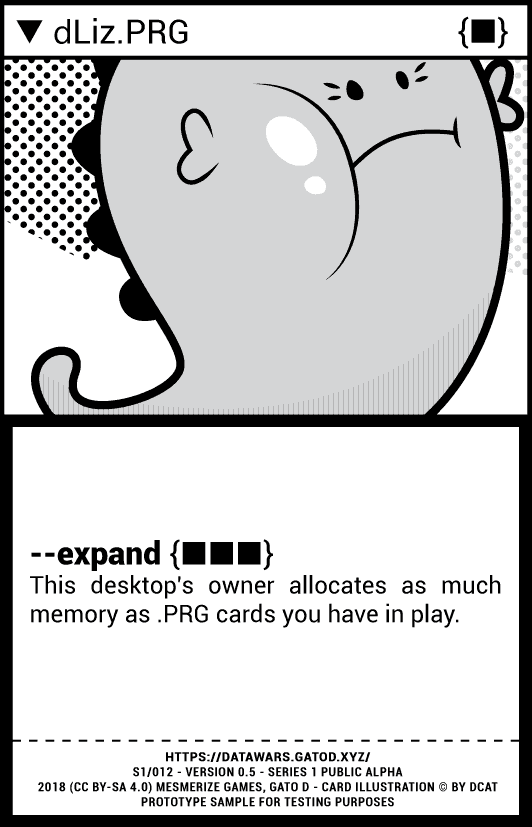 ▼ dLiz.PRG {■}
--expand {■■■}
This desktop's owner allocates as much
memory as .PRG cards you have in play.
HTTPS://DATAWARS.GATOD.XYZ/
S1/012 - VERSION 0.5 - SERIES 1 PUBLIC ALPHA
2018 (CC BY-SA 4.0) MESMERIZE GAMES, GATO D - CARD ILLUSTRATION © BY DCAT
PROTOTYPE SAMPLE FOR TESTING PURPOSES